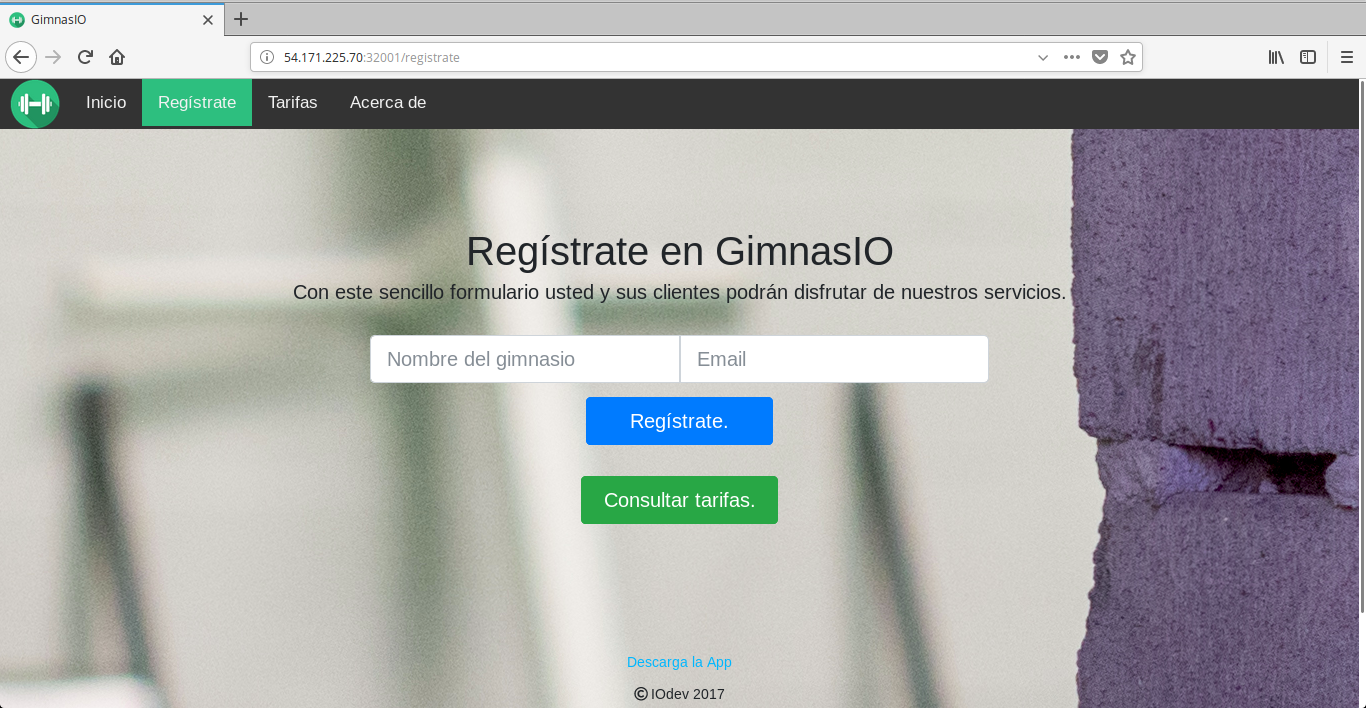 GimnasIO
54.171.225.70:32001/registrate
Inicio Regístrate Tarifas Acerca de
Regístrate en GimnasIO
Con este sencillo formulario usted y sus clientes podrán disfrutar de nuestros servicios.
Nombre del gimnasio Email
Regístrate.
Consultar tarifas.
Descarga la App
© IOdev 2017